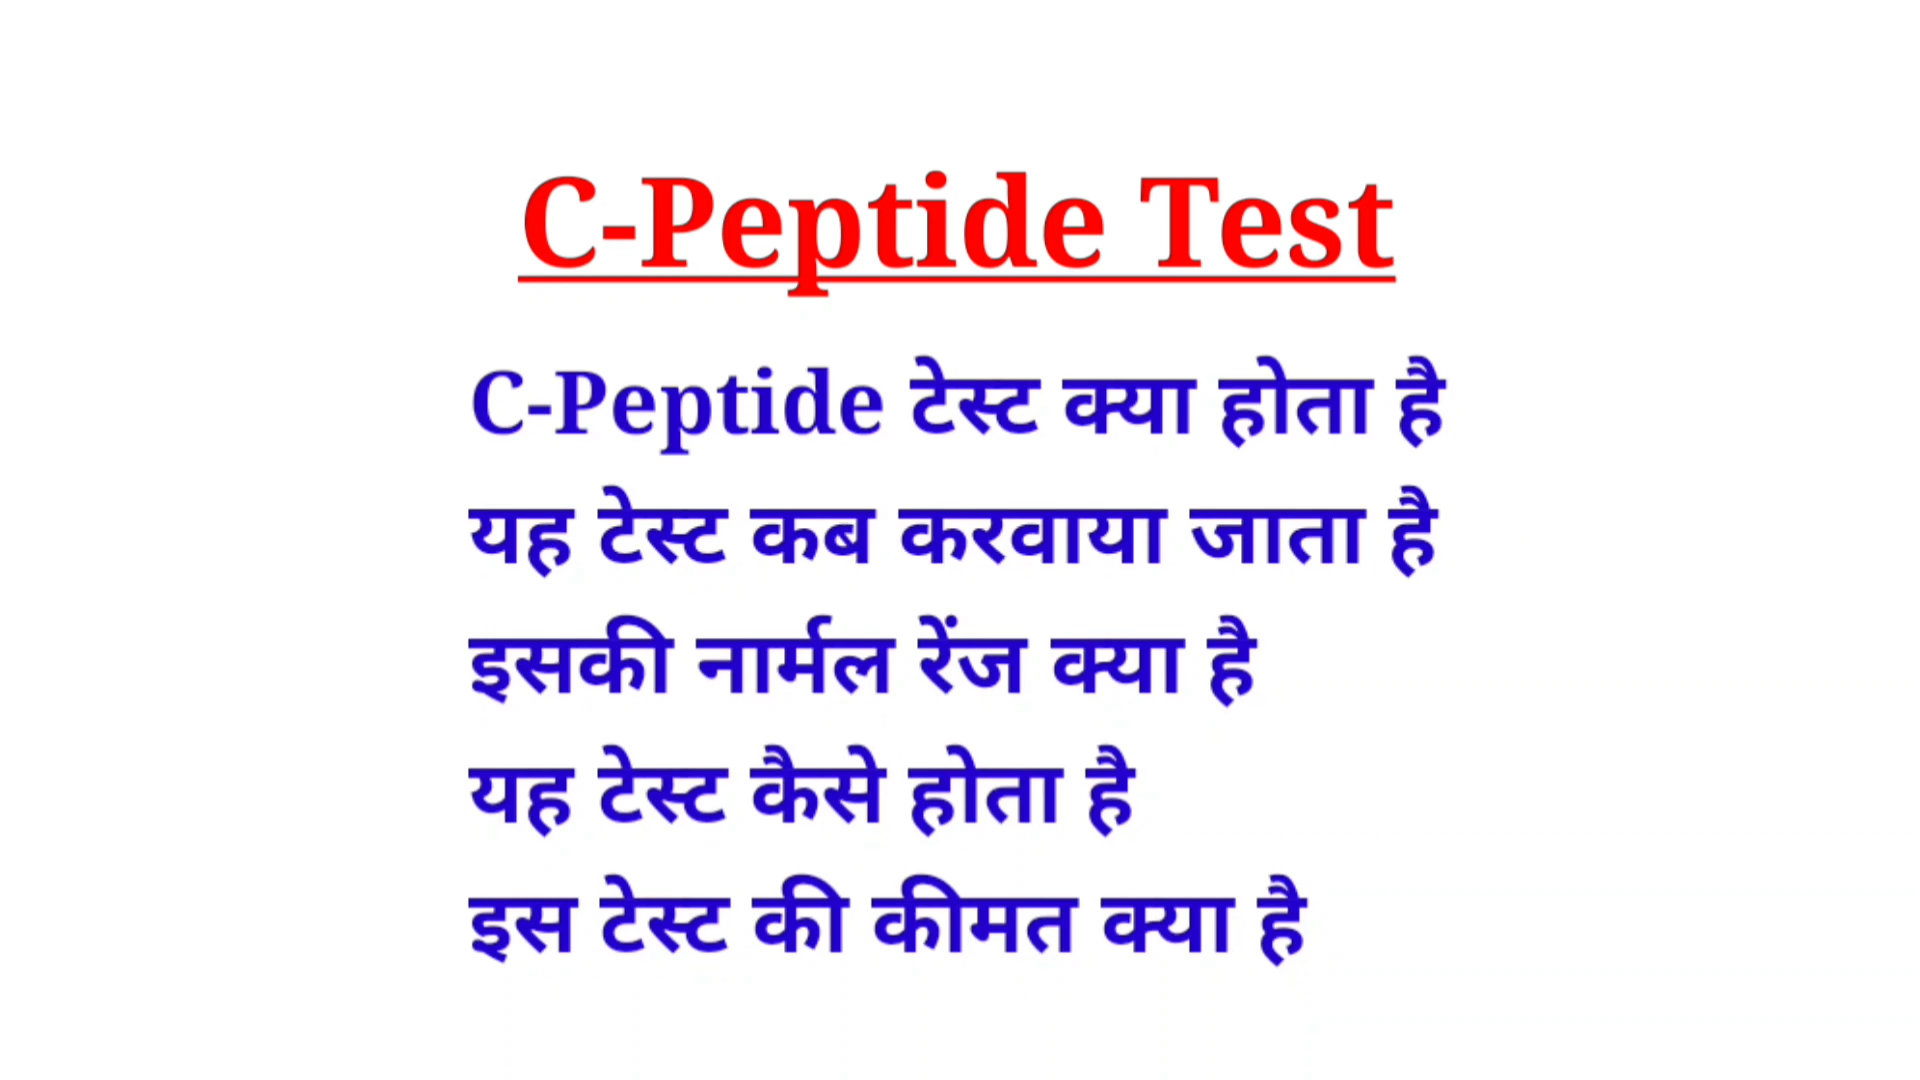 C-Peptide Test
C-Peptide टेस्ट क्या होता है
यह टेस्ट कब करवाया जाता है
इसकी नार्मल रेंज क्या है
यह टेस्ट कैसे होता है
इस टेस्ट की कीमत क्या है